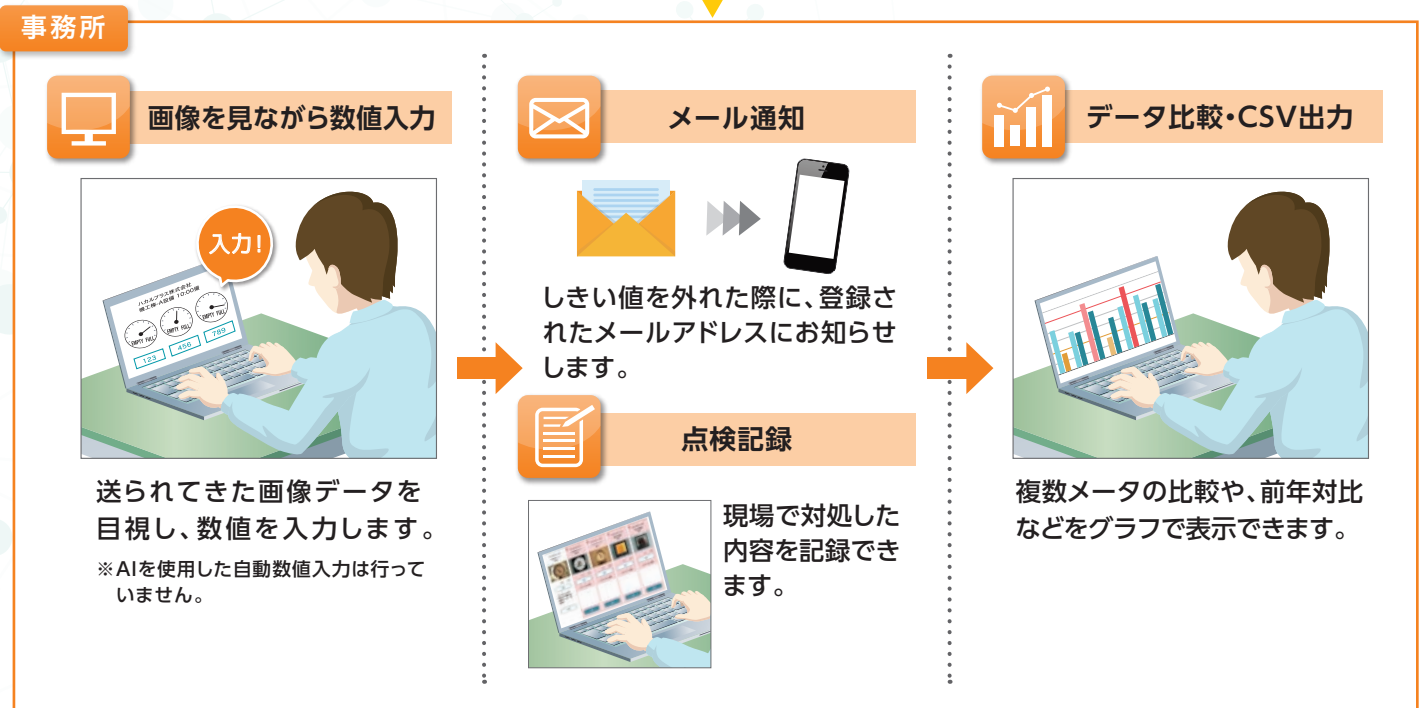 事務所
画像を見ながら数値入力
入力!
ハカルプラス株式会社
EMPTY FULL
EMPTY FULL
EMPTY FULL
123
456
789
送られてきた画像データを
目視し、数値を入力します。
※AIを使用した自動数値入力は行って
いません。
メール通知
しきい値を外れた際に、登録さ
れたメールアドレスにお知らせ
します。
点検記録
現場で対処した
内容を記録でき
ます。
データ比較・CSV出力
複数メータの比較や、前年対比
などをグラフで表示できます。